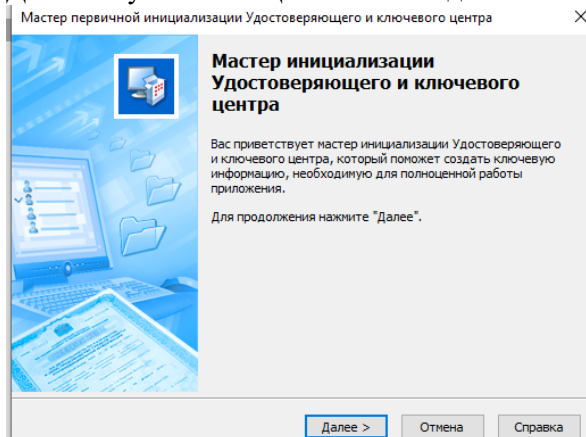 Мастер первичной инициализации Удостоверяющего и ключевого центра
Мастер инициализации
Удостоверяющего и ключевого
центра
Вас приветствует мастер инициализации Удостоверяющего
и ключевого центра, который поможет создать ключевую
информацию, необходимую для полноценной работы
приложения.
Для продолжения нажмите "Далее".
Далее >
Отмена
Справка